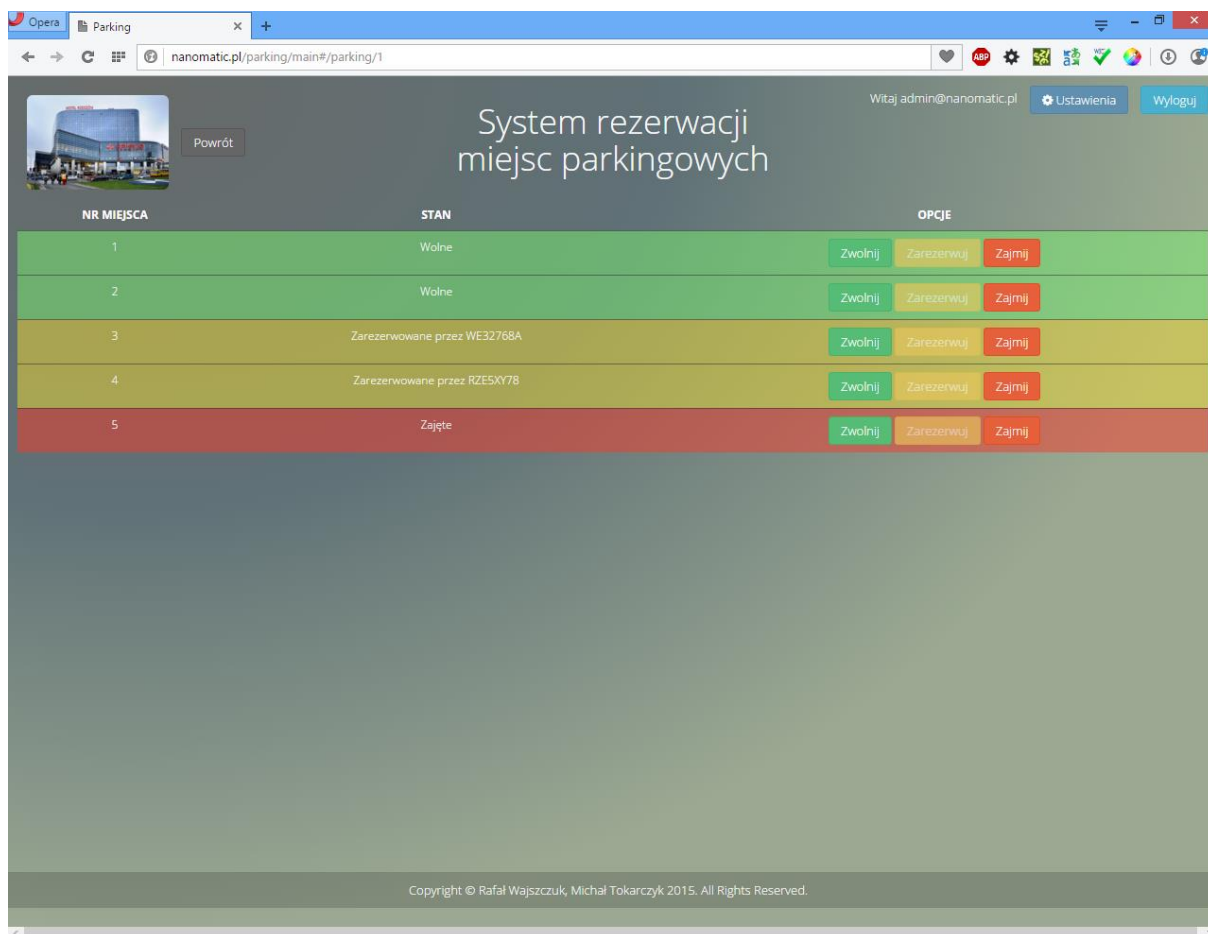 Opera
Parking
nanomatic.pl/parking/main#/parking/1
ABP
Witaj admin@nanomatic.pl
Ustawienia
Wyloguj
Powrót
System rezerwacji
miejsc parkingowych
NR MIEJSCA STAN OPCJE
1 Wolne Zwolnij Zarezerwuj Zajmij
2 Wolne Zwolnij Zarezerwuj Zajmij
3 Zarezerwowane przez WE32768A Zwolnij Zarezerwuj Zajmij
4 Zarezerwowane przez RZE5XY78 Zwolnij Zarezerwuj Zajmij
5 Zajęte Zwolnij Zarezerwuj Zajmij
Copyright © Rafał Wajszczuk, Michał Tokarczyk 2015. All Rights Reserved.